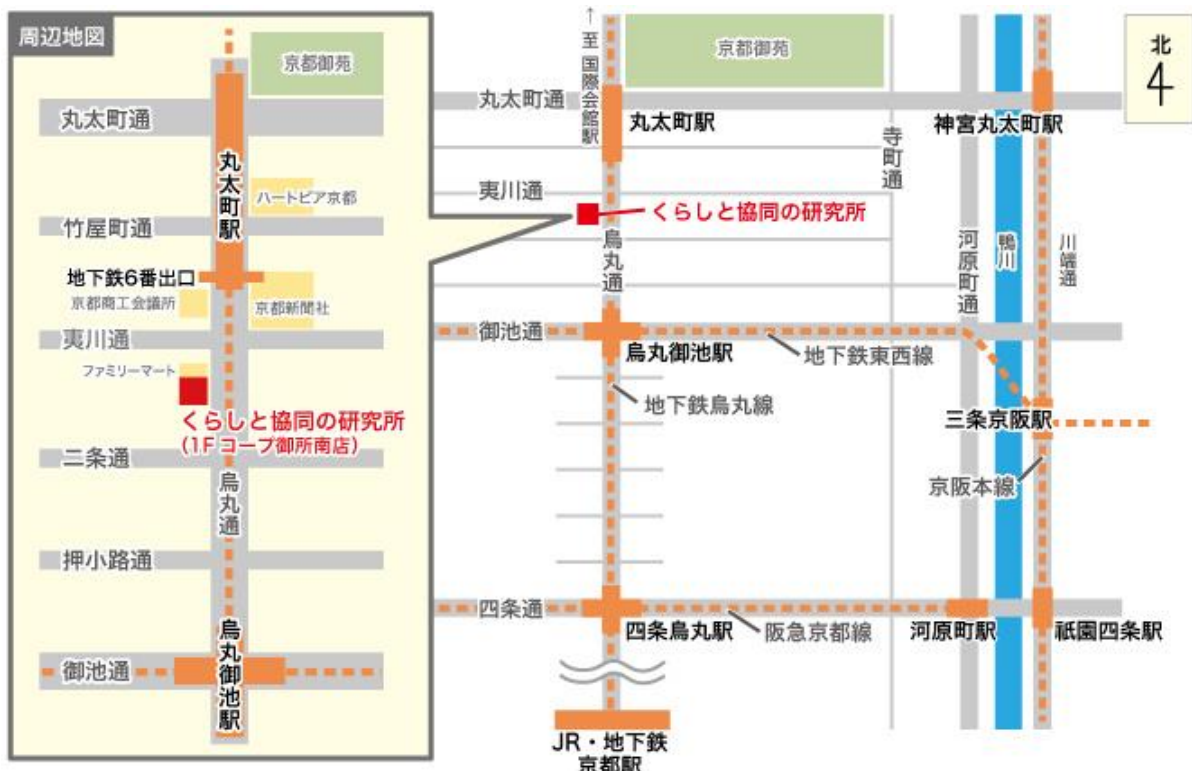 周辺地図
京都御苑
丸太町通
丸太町駅
ハートピア京都
竹屋町通
地下鉄6番出口
京都商工会議所
京都新聞社
夷川通
ファミリーマート
くらしと協同の研究所
(1F コープ御所南店)
二条通
烏丸通
押小路通
烏丸御池駅
御池通
↑至 国際会館駅
京都御苑
丸太町通
丸太町駅
神宮丸太町駅
北
寺町通
夷川通
くらしと協同の研究所
烏丸通
河原町通
鴨川
川端通
御池通
烏丸御池駅
地下鉄東西線
地下鉄烏丸線
三条京阪駅
京阪本線
四条通
四条烏丸駅
阪急京都線
河原町駅
祇園四条駅
JR・地下鉄
京都駅